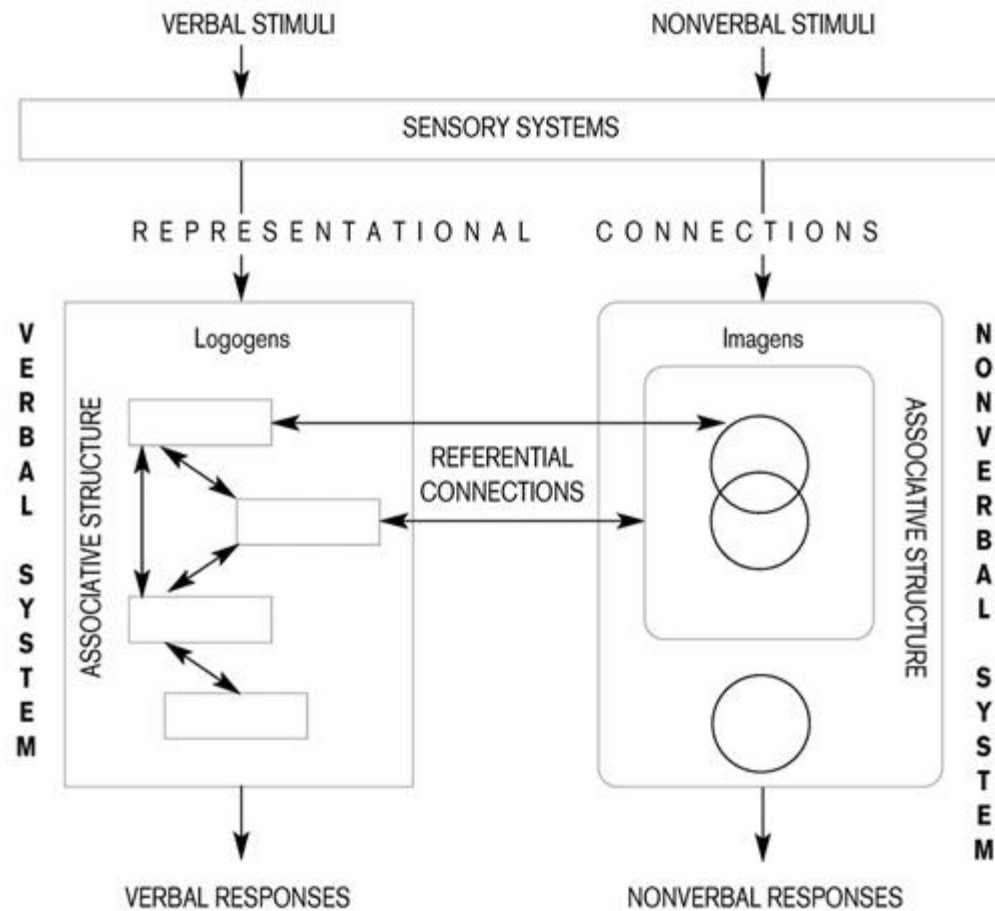 VERBAL STIMULI
NONVERBAL STIMULI
SENSORY SYSTEMS
REPRESENTATIONAL CONNECTIONS
VERBAL SYSTEM
Logogens
ASSOCIATIVE STRUCTURE
REFERENTIAL
CONNECTIONS
Imagens
ASSOCIATIVE STRUCTURE
NONVERBAL SYSTEM
VERBAL RESPONSES
NONVERBAL RESPONSES